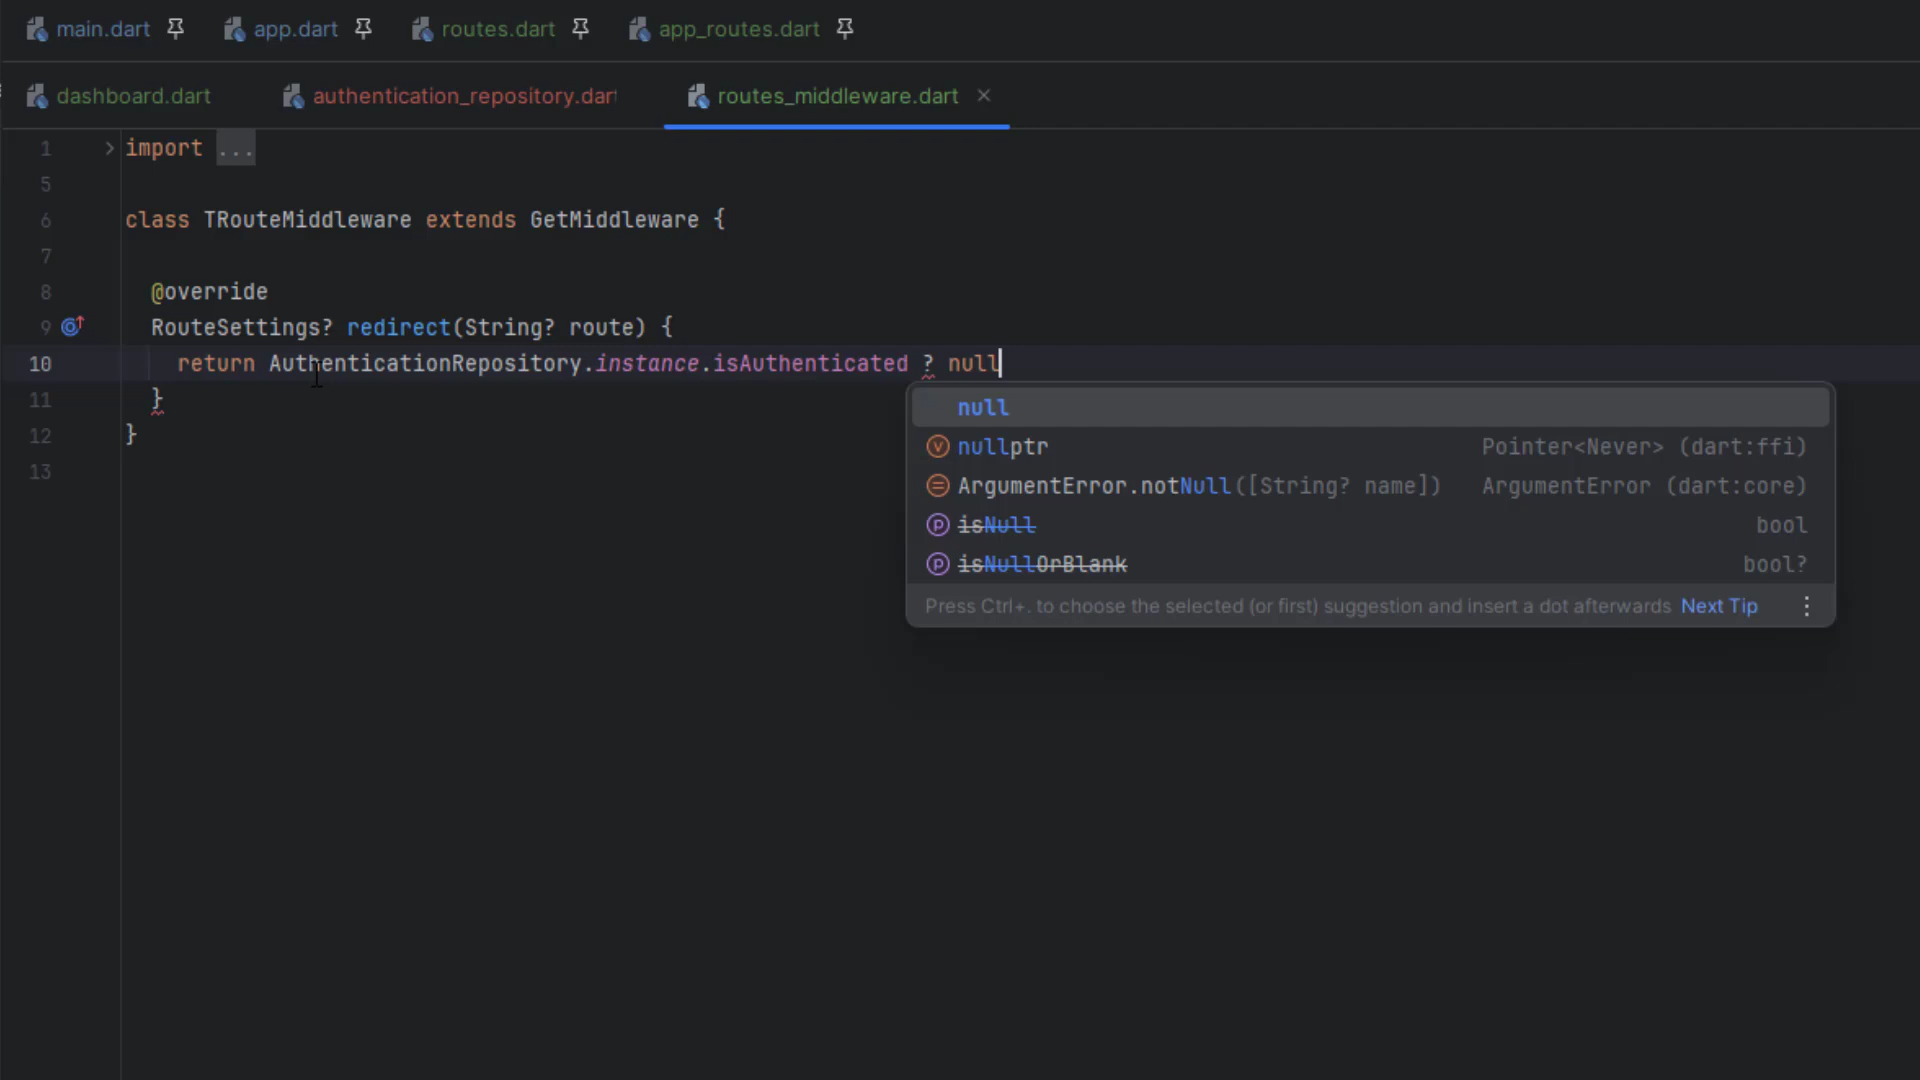 main.dart app.dart routes.dart app_routes.dart
dashboard.dart authentication_repository.dart routes_middleware.dart ×
1 import ...
5
6 class TRouteMiddleware extends GetMiddleware {
7
8 @override
9 RouteSettings? redirect(String? route) {
10 return AuthenticationRepository.instance.isAuthenticated ? null
11 }
12 }
13
null
nullptr Pointer<Never> (dart:ffi)
ArgumentError.notNull([String? name]) ArgumentError (dart:core)
isNull bool
isNullOrBlank bool?
Press Ctrl+. to choose the selected (or first) suggestion and insert a dot afterwards Next Tip